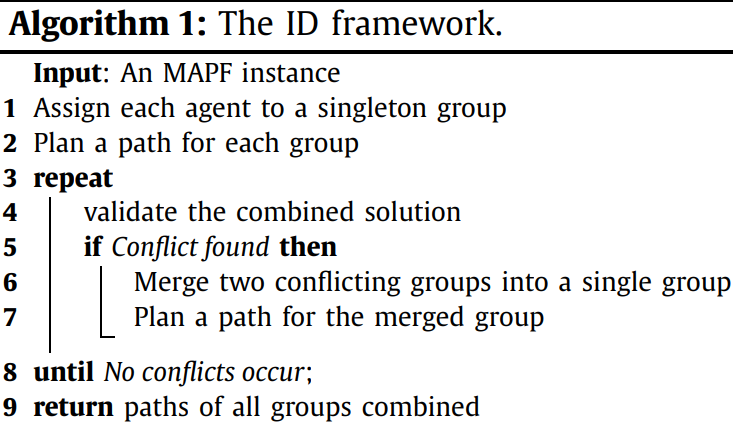 Algorithm 1: The ID framework.
Input: An MAPF instance
1 Assign each agent to a singleton group
2 Plan a path for each group
3 repeat
4 validate the combined solution
5 if Conflict found then
6 Merge two conflicting groups into a single group
7 Plan a path for the merged group
8 until No conflicts occur;
9 return paths of all groups combined